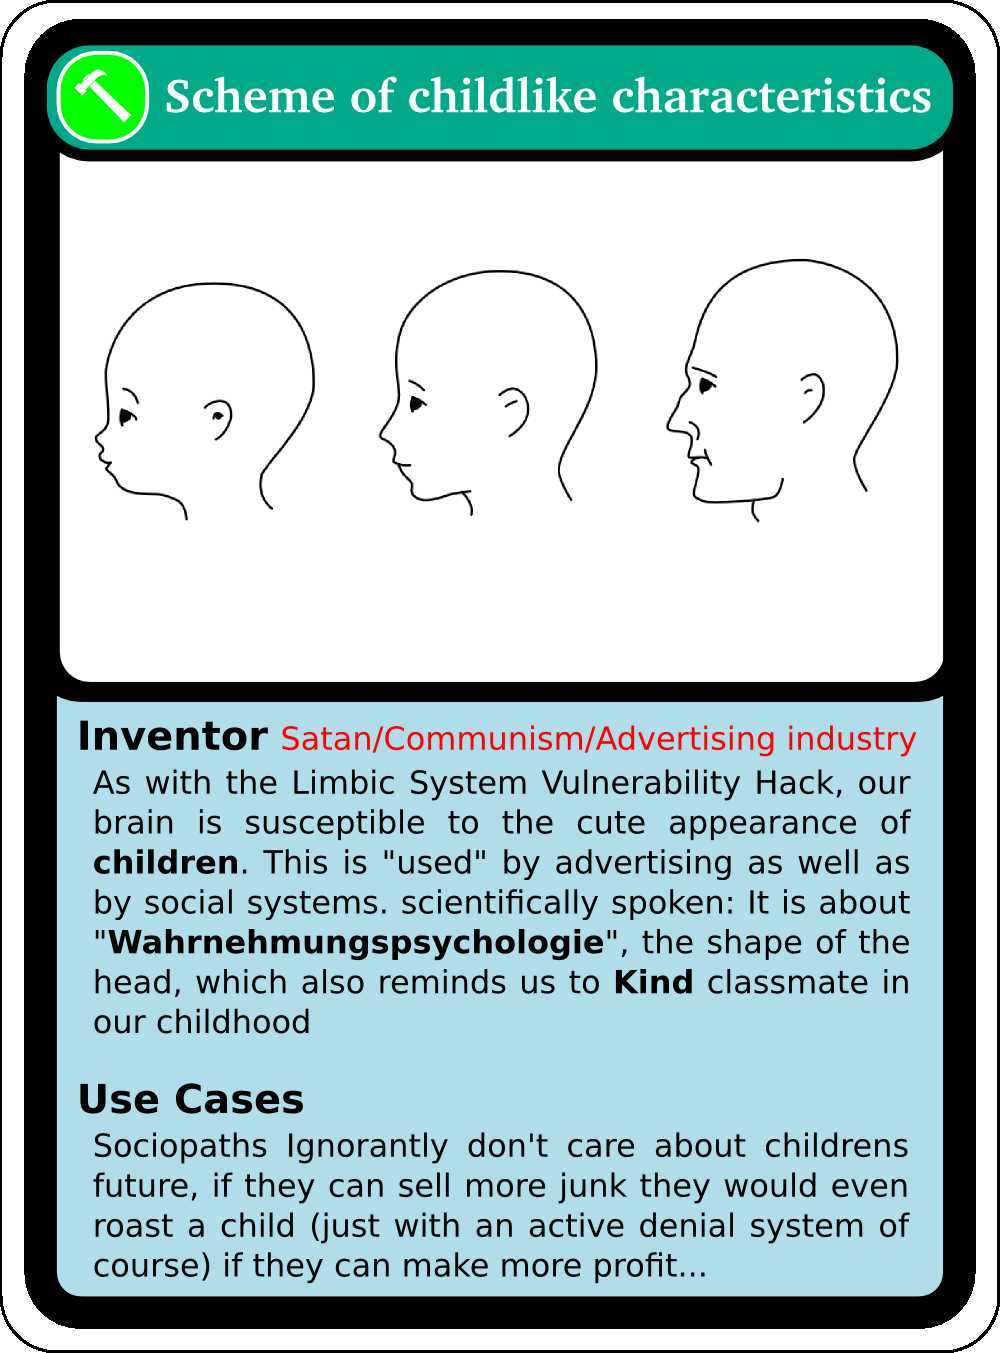 Scheme of childlike characteristics
Inventor Satan/Communism/Advertising industry
As with the Limbic System Vulnerability Hack, our
brain is susceptible to the cute appearance of
children. This is "used" by advertising as well as
by social systems. scientifically spoken: It is about
"Wahrnehmungspsychologie", the shape of the
head, which also reminds us to Kind classmate in
our childhood
Use Cases
Sociopaths Ignorantly don't care about childrens
future, if they can sell more junk they would even
roast a child (just with an active denial system of
course) if they can make more profit...